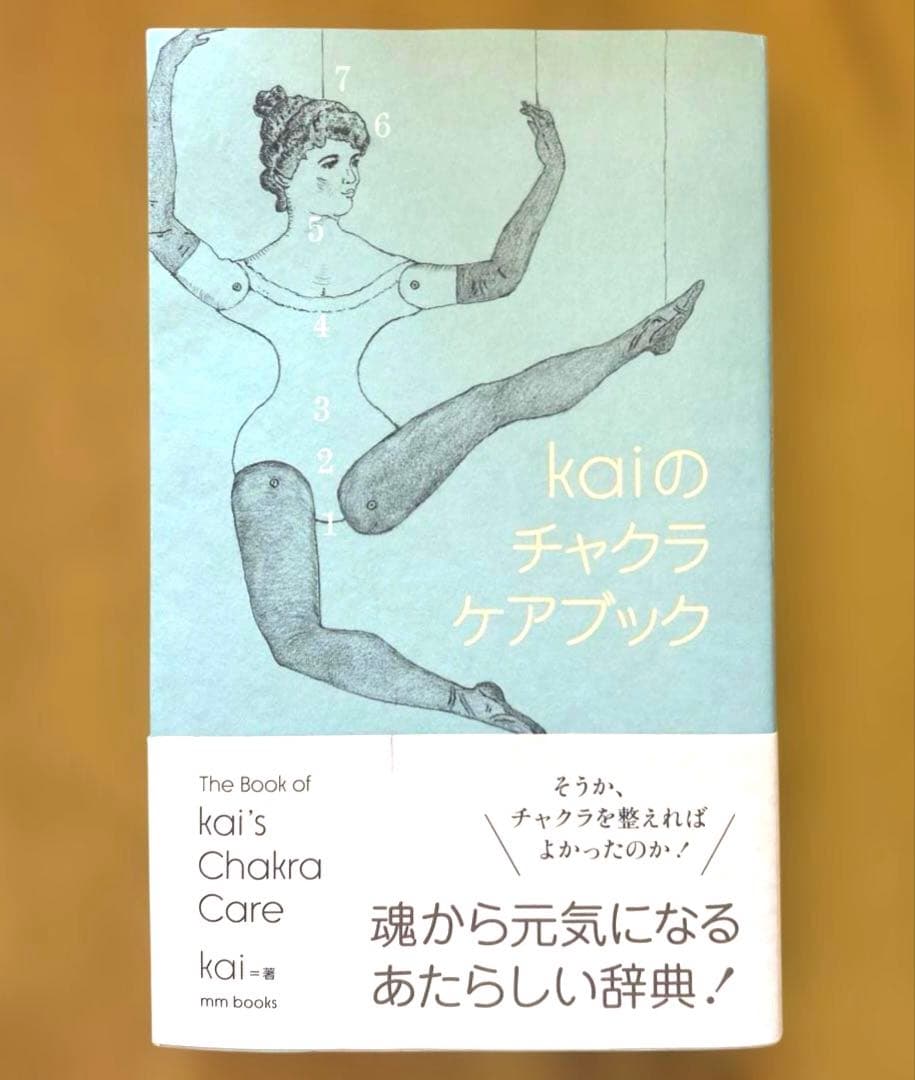 7
6
5
4
3
2
1
kaiの
チャクラ
ケアブック
The Book of
kai's
Chakra
Care
kai=著
mm books
そうか、
チャクラを整えれば
よかったのか!
魂から元気になる
あたらしい辞典!